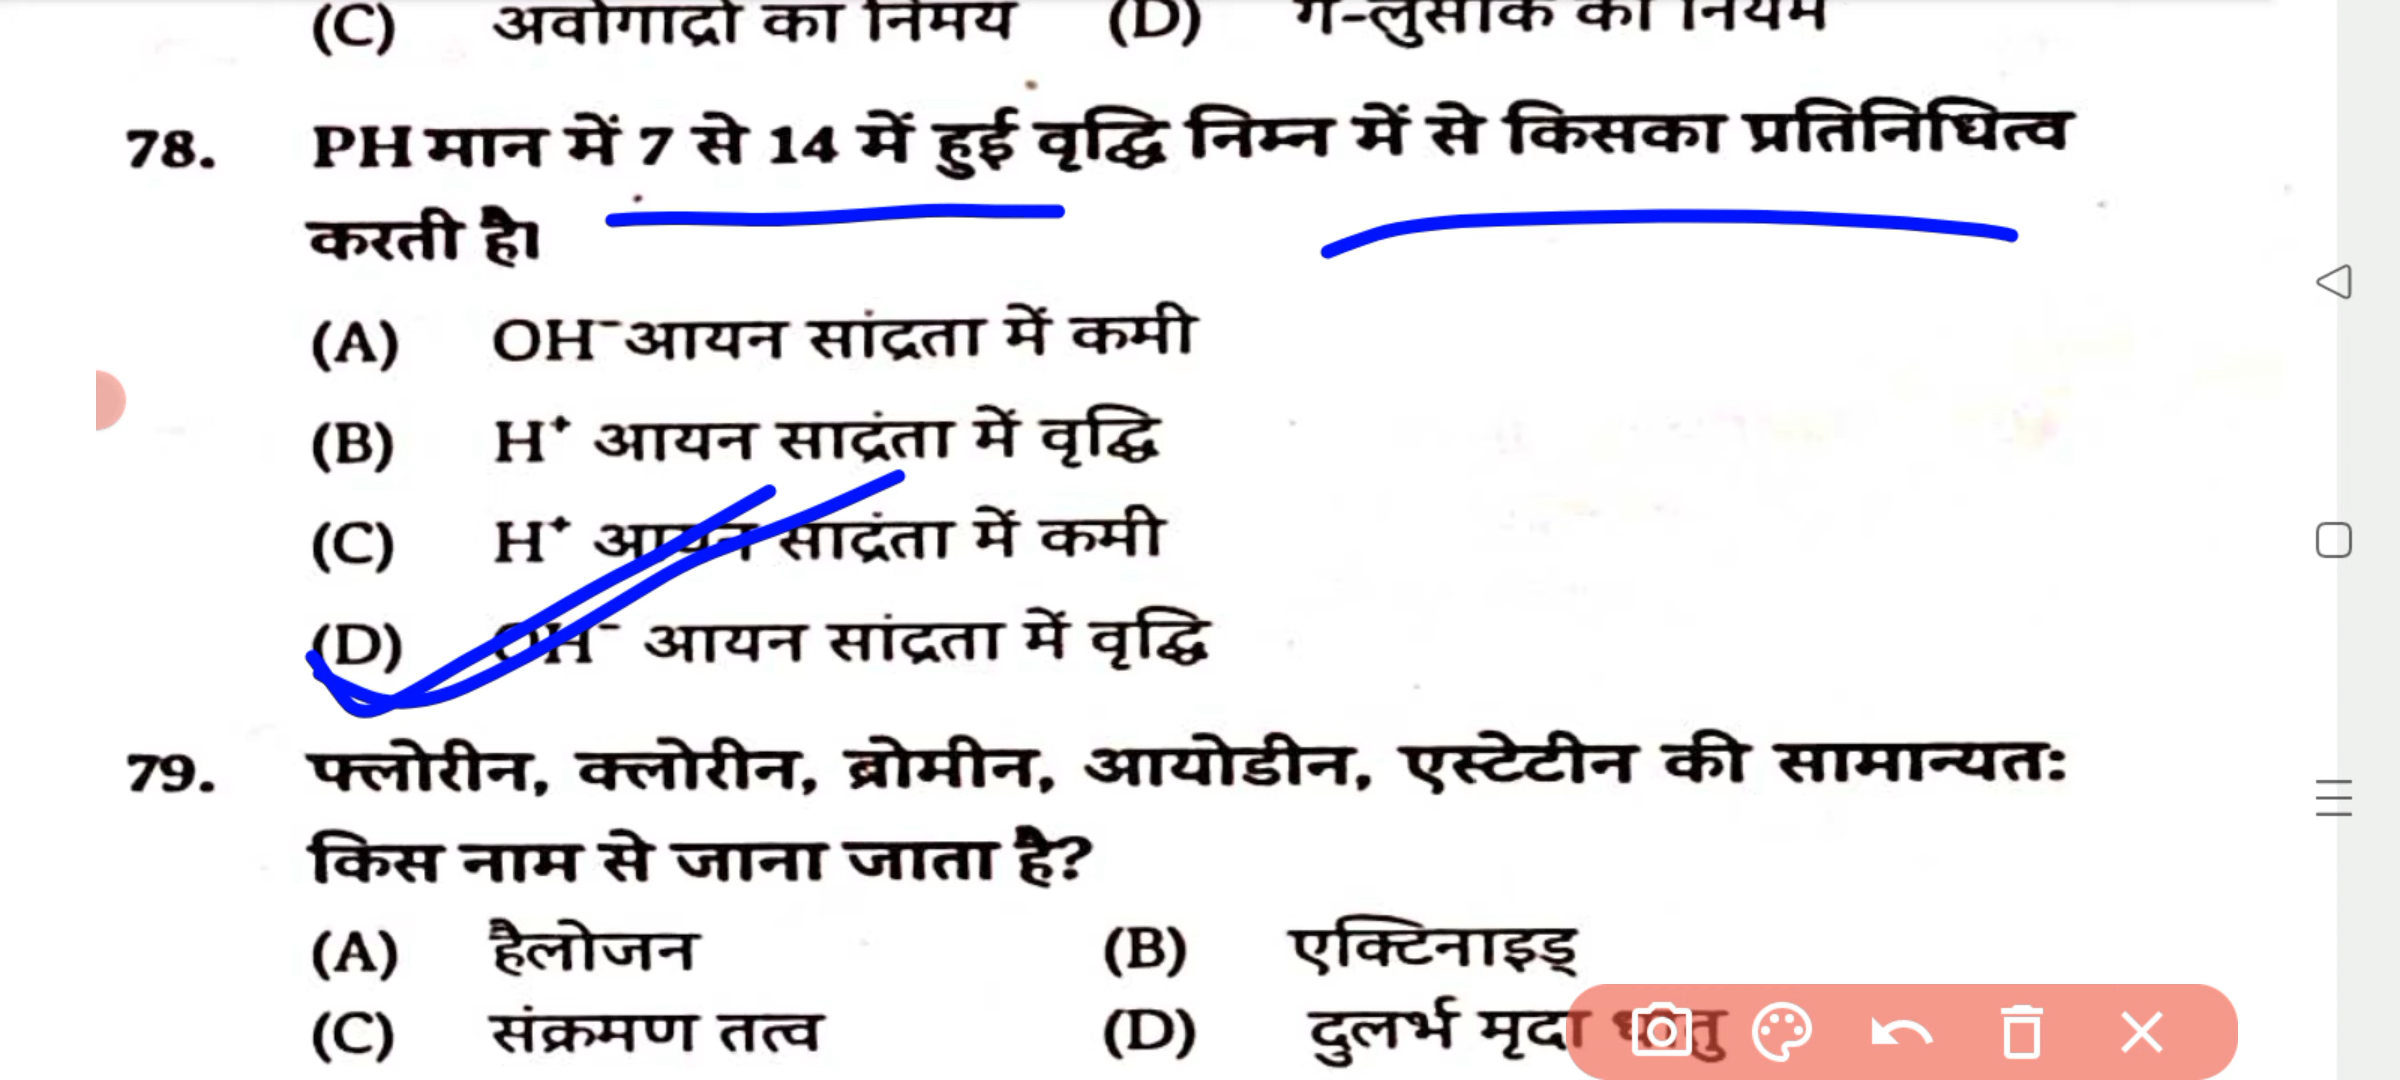 (C) अवोगाद्रो का निमय (D) गे-लुसाक का नियम
78. PH मान में 7 से 14 में हुई वृद्धि निम्न में से किसका प्रतिनिधित्व
करती है।
(A) OH⁻आयन सांद्रता में कमी
(B) H⁺ आयन साद्रंता में वृद्धि
(C) H⁺ आयन साद्रंता में कमी
(D) OH⁻ आयन सांद्रता में वृद्धि
79. फ्लोरीन, क्लोरीन, ब्रोमीन, आयोडीन, एस्टेटीन की सामान्यतः
किस नाम से जाना जाता है?
(A) हैलोजन (B) एक्टिनाइड्
(C) संक्रमण तत्व (D) दुलर्भ मृदा धातु